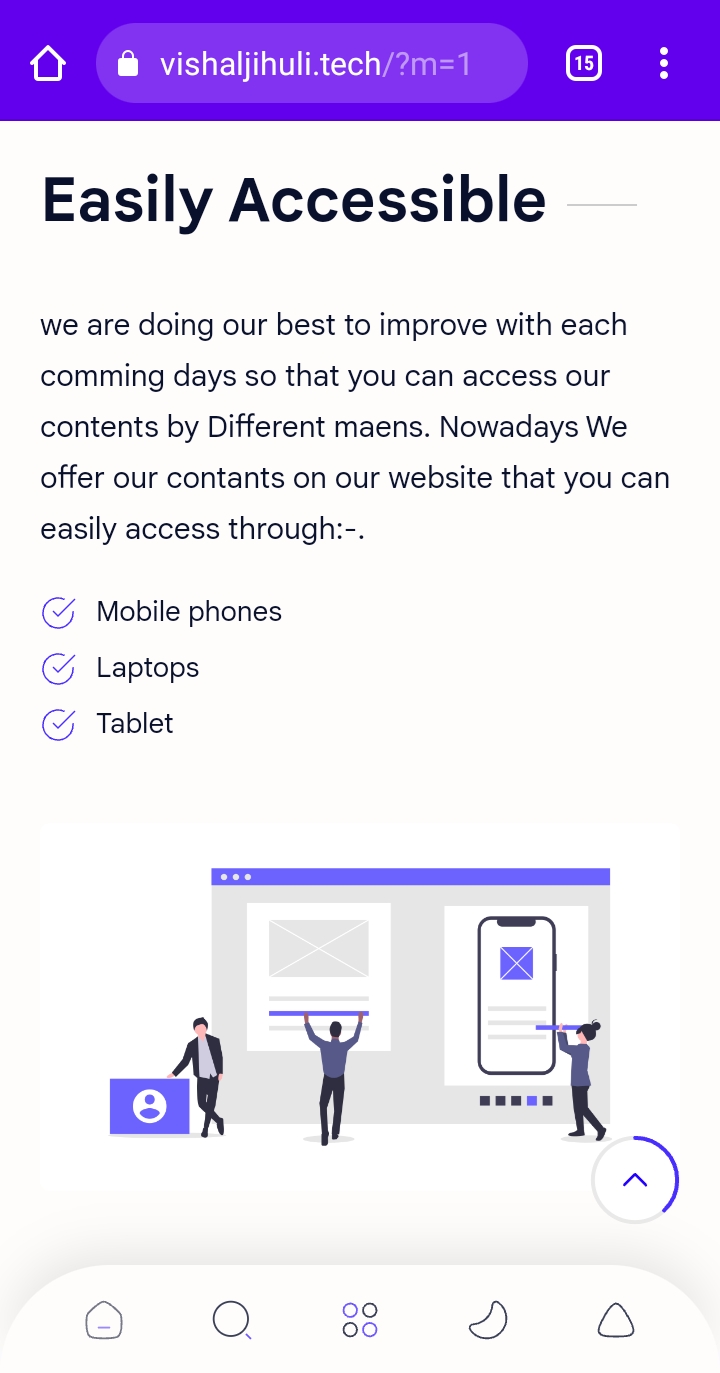 vishaljihuli.tech/?m=1
15
Easily Accessible
we are doing our best to improve with each
comming days so that you can access our
contents by Different maens. Nowadays We
offer our contants on our website that you can
easily access through:-.
Mobile phones
Laptops
Tablet